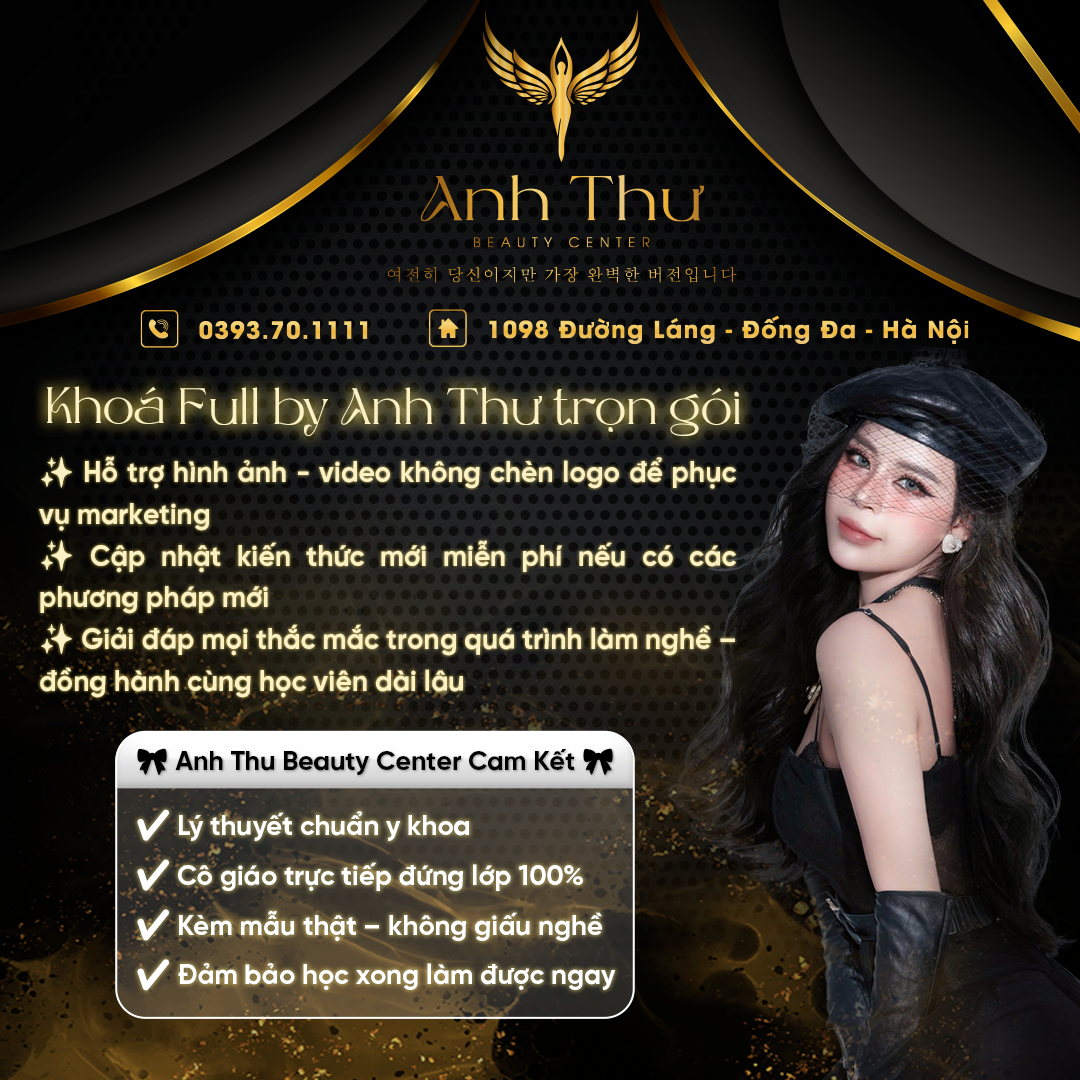 Anh Thư
BEAUTY CENTER
여전히 당신이지만 가장 완벽한 버전입니다
0393.70.1111
1098 Đường Láng - Đống Đa - Hà Nội
Khoá Full by Anh Thư trọn gói
✨ Hỗ trợ hình ảnh - video không chèn logo để phục
vụ marketing
✨ Cập nhật kiến thức mới miễn phí nếu có các
phương pháp mới
✨ Giải đáp mọi thắc mắc trong quá trình làm nghề –
đồng hành cùng học viên dài lâu
Anh Thu Beauty Center Cam Kết
✔ Lý thuyết chuẩn y khoa
✔ Cô giáo trực tiếp đứng lớp 100%
✔ Kèm mẫu thật – không giấu nghề
✔ Đảm bảo học xong làm được ngay